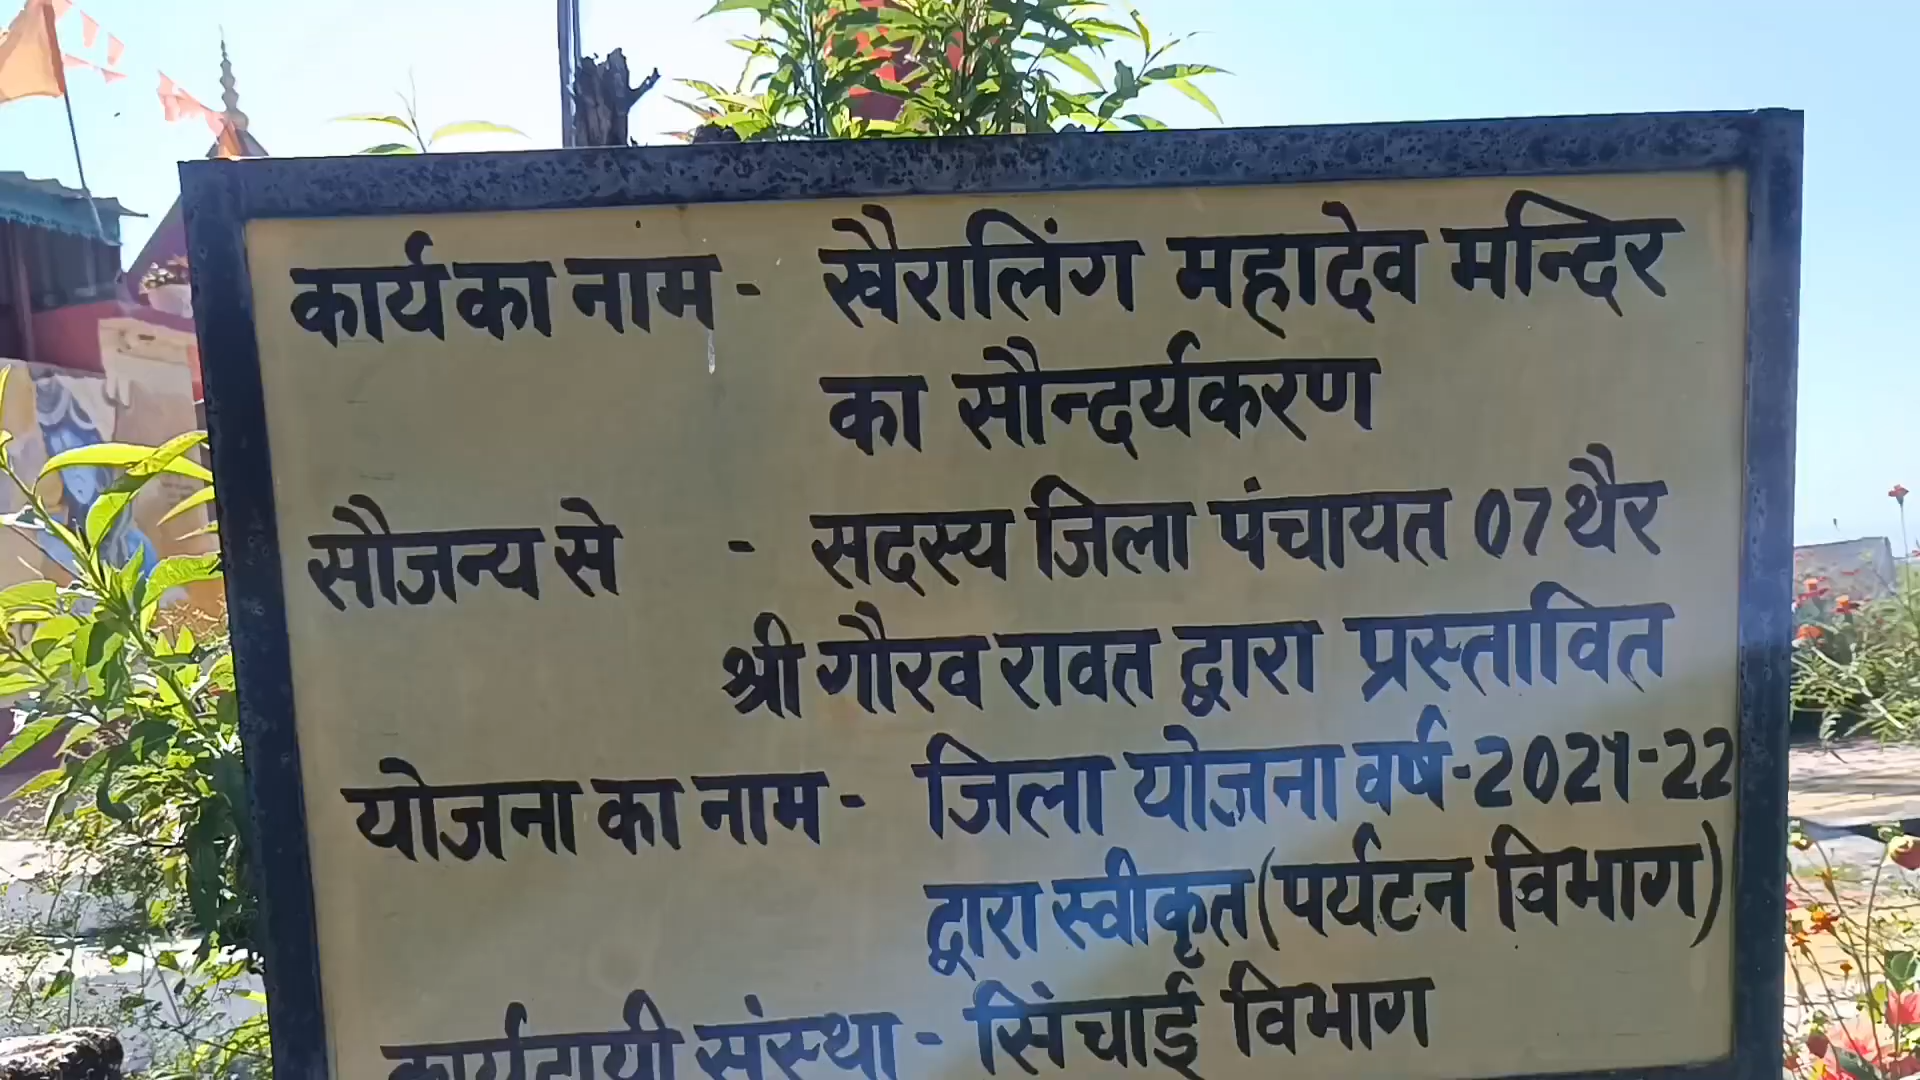 कार्य का नाम - खैरालिंग महादेव मन्दिर
का सौन्दर्यकरण
सौजन्य से - सदस्य जिला पंचायत 07 थैर
श्री गौरव रावत द्वारा प्रस्तावित
योजना का नाम - जिला योजना वर्ष-2021-22
द्वारा स्वीकृत (पर्यटन विभाग)
कार्यदायी संस्था - सिंचाई विभाग